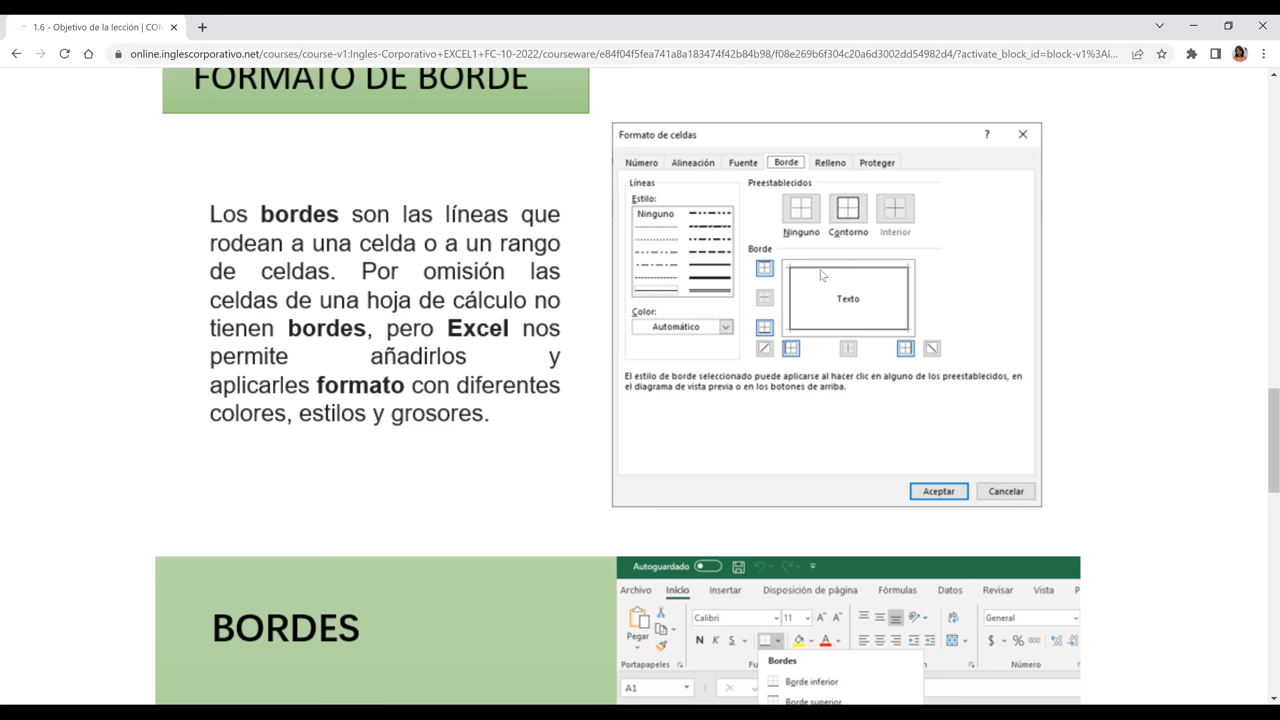 1.6 - Objetivo de la lección | CON
online.inglescorporativo.net/courses/course-v1:Ingles-Corporativo+EXCEL1+FC-10-2022/courseware/e84f04f5fea741a8a183474f42b84b98/f08e269b6f304c20a6d3002dd54982d4/?activate_block_id=block-v1%3AI...
FORMATO DE BORDE
Los bordes son las líneas que
rodean a una celda o a un rango
de celdas. Por omisión las
celdas de una hoja de cálculo no
tienen bordes, pero Excel nos
permite añadirlos y
aplicarles formato con diferentes
colores, estilos y grosores.
Formato de celdas ?
Número Alineación Fuente Borde Relleno Proteger
Líneas
Estilo:
Ninguno
Color:
Automático
Preestablecidos
Ninguno Contorno Interior
Borde
Texto
El estilo de borde seleccionado puede aplicarse al hacer clic en alguno de los preestablecidos, en
el diagrama de vista previa o en los botones de arriba.
Aceptar Cancelar
BORDES
Autoguardado
Archivo Inicio Insertar Disposición de página Fórmulas Datos Revisar Vista
Pegar
Calibri 11 A A
General
N K S A
$ % 000
Portapapeles Número
Bordes
A1
Borde inferior
Borde superior